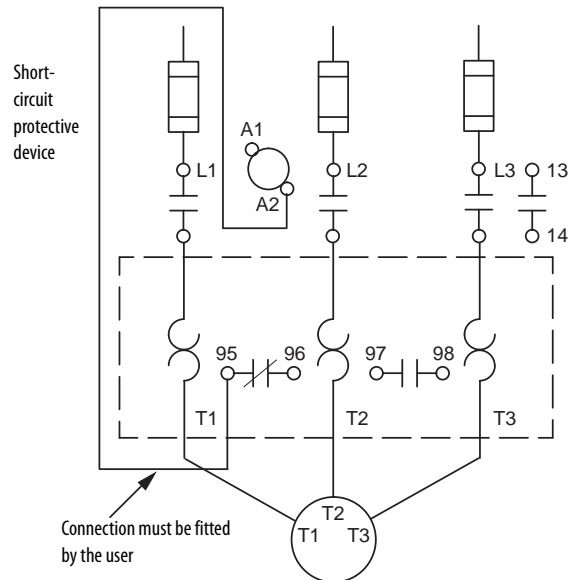 Short-
circuit
protective
device
A1
A2
L1
L2
L3
13
14
95
96
97
98
T1
T2
T3
T2
T1
T3
Connection must be fitted
by the user